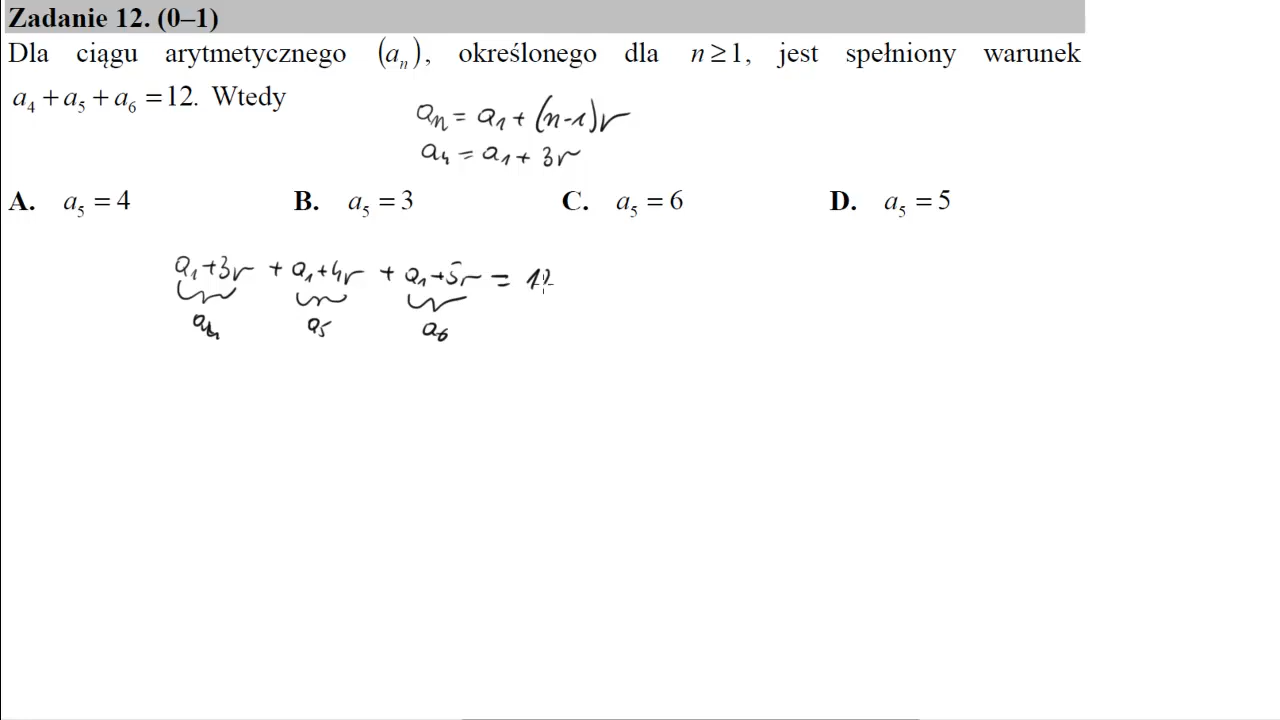 Zadanie 12. (0–1)
Dla ciągu arytmetycznego (aₙ), określonego dla n ≥ 1, jest spełniony warunek
a₄ + a₅ + a₆ = 12. Wtedy
aₙ = a₁ + (n-1)r
a₄ = a₁ + 3r
A. a₅ = 4 B. a₅ = 3 C. a₅ = 6 D. a₅ = 5
a₁+3r + a₁+4r + a₁+5r = 12
a₄ a₅ a₆